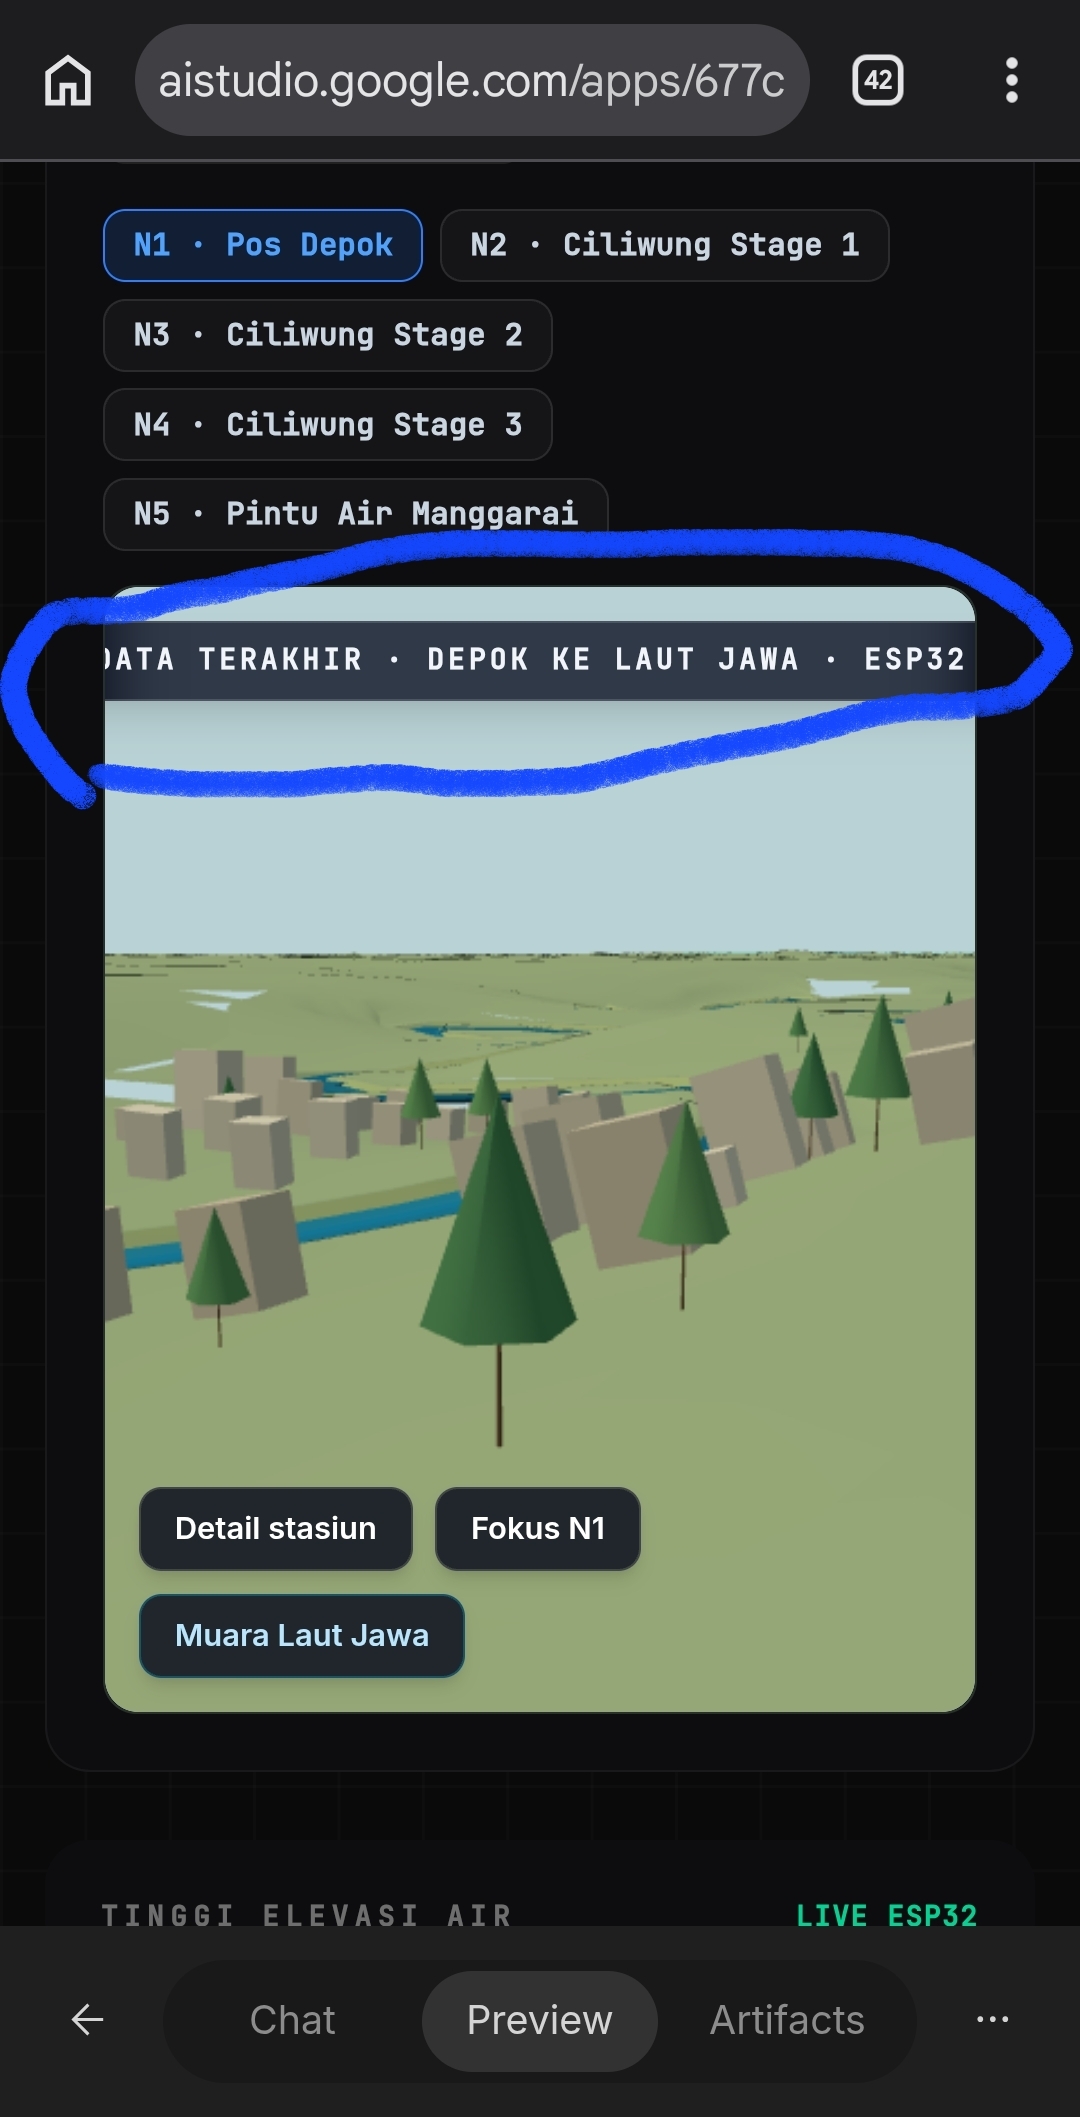 aistudio.google.com/apps/677c
42
N1 · Pos Depok
N2 · Ciliwung Stage 1
N3 · Ciliwung Stage 2
N4 · Ciliwung Stage 3
N5 · Pintu Air Manggarai
DATA TERAKHIR · DEPOK KE LAUT JAWA · ESP32
Detail stasiun
Fokus N1
Muara Laut Jawa
TINGGI ELEVASI AIR
LIVE ESP32
Chat
Preview
Artifacts